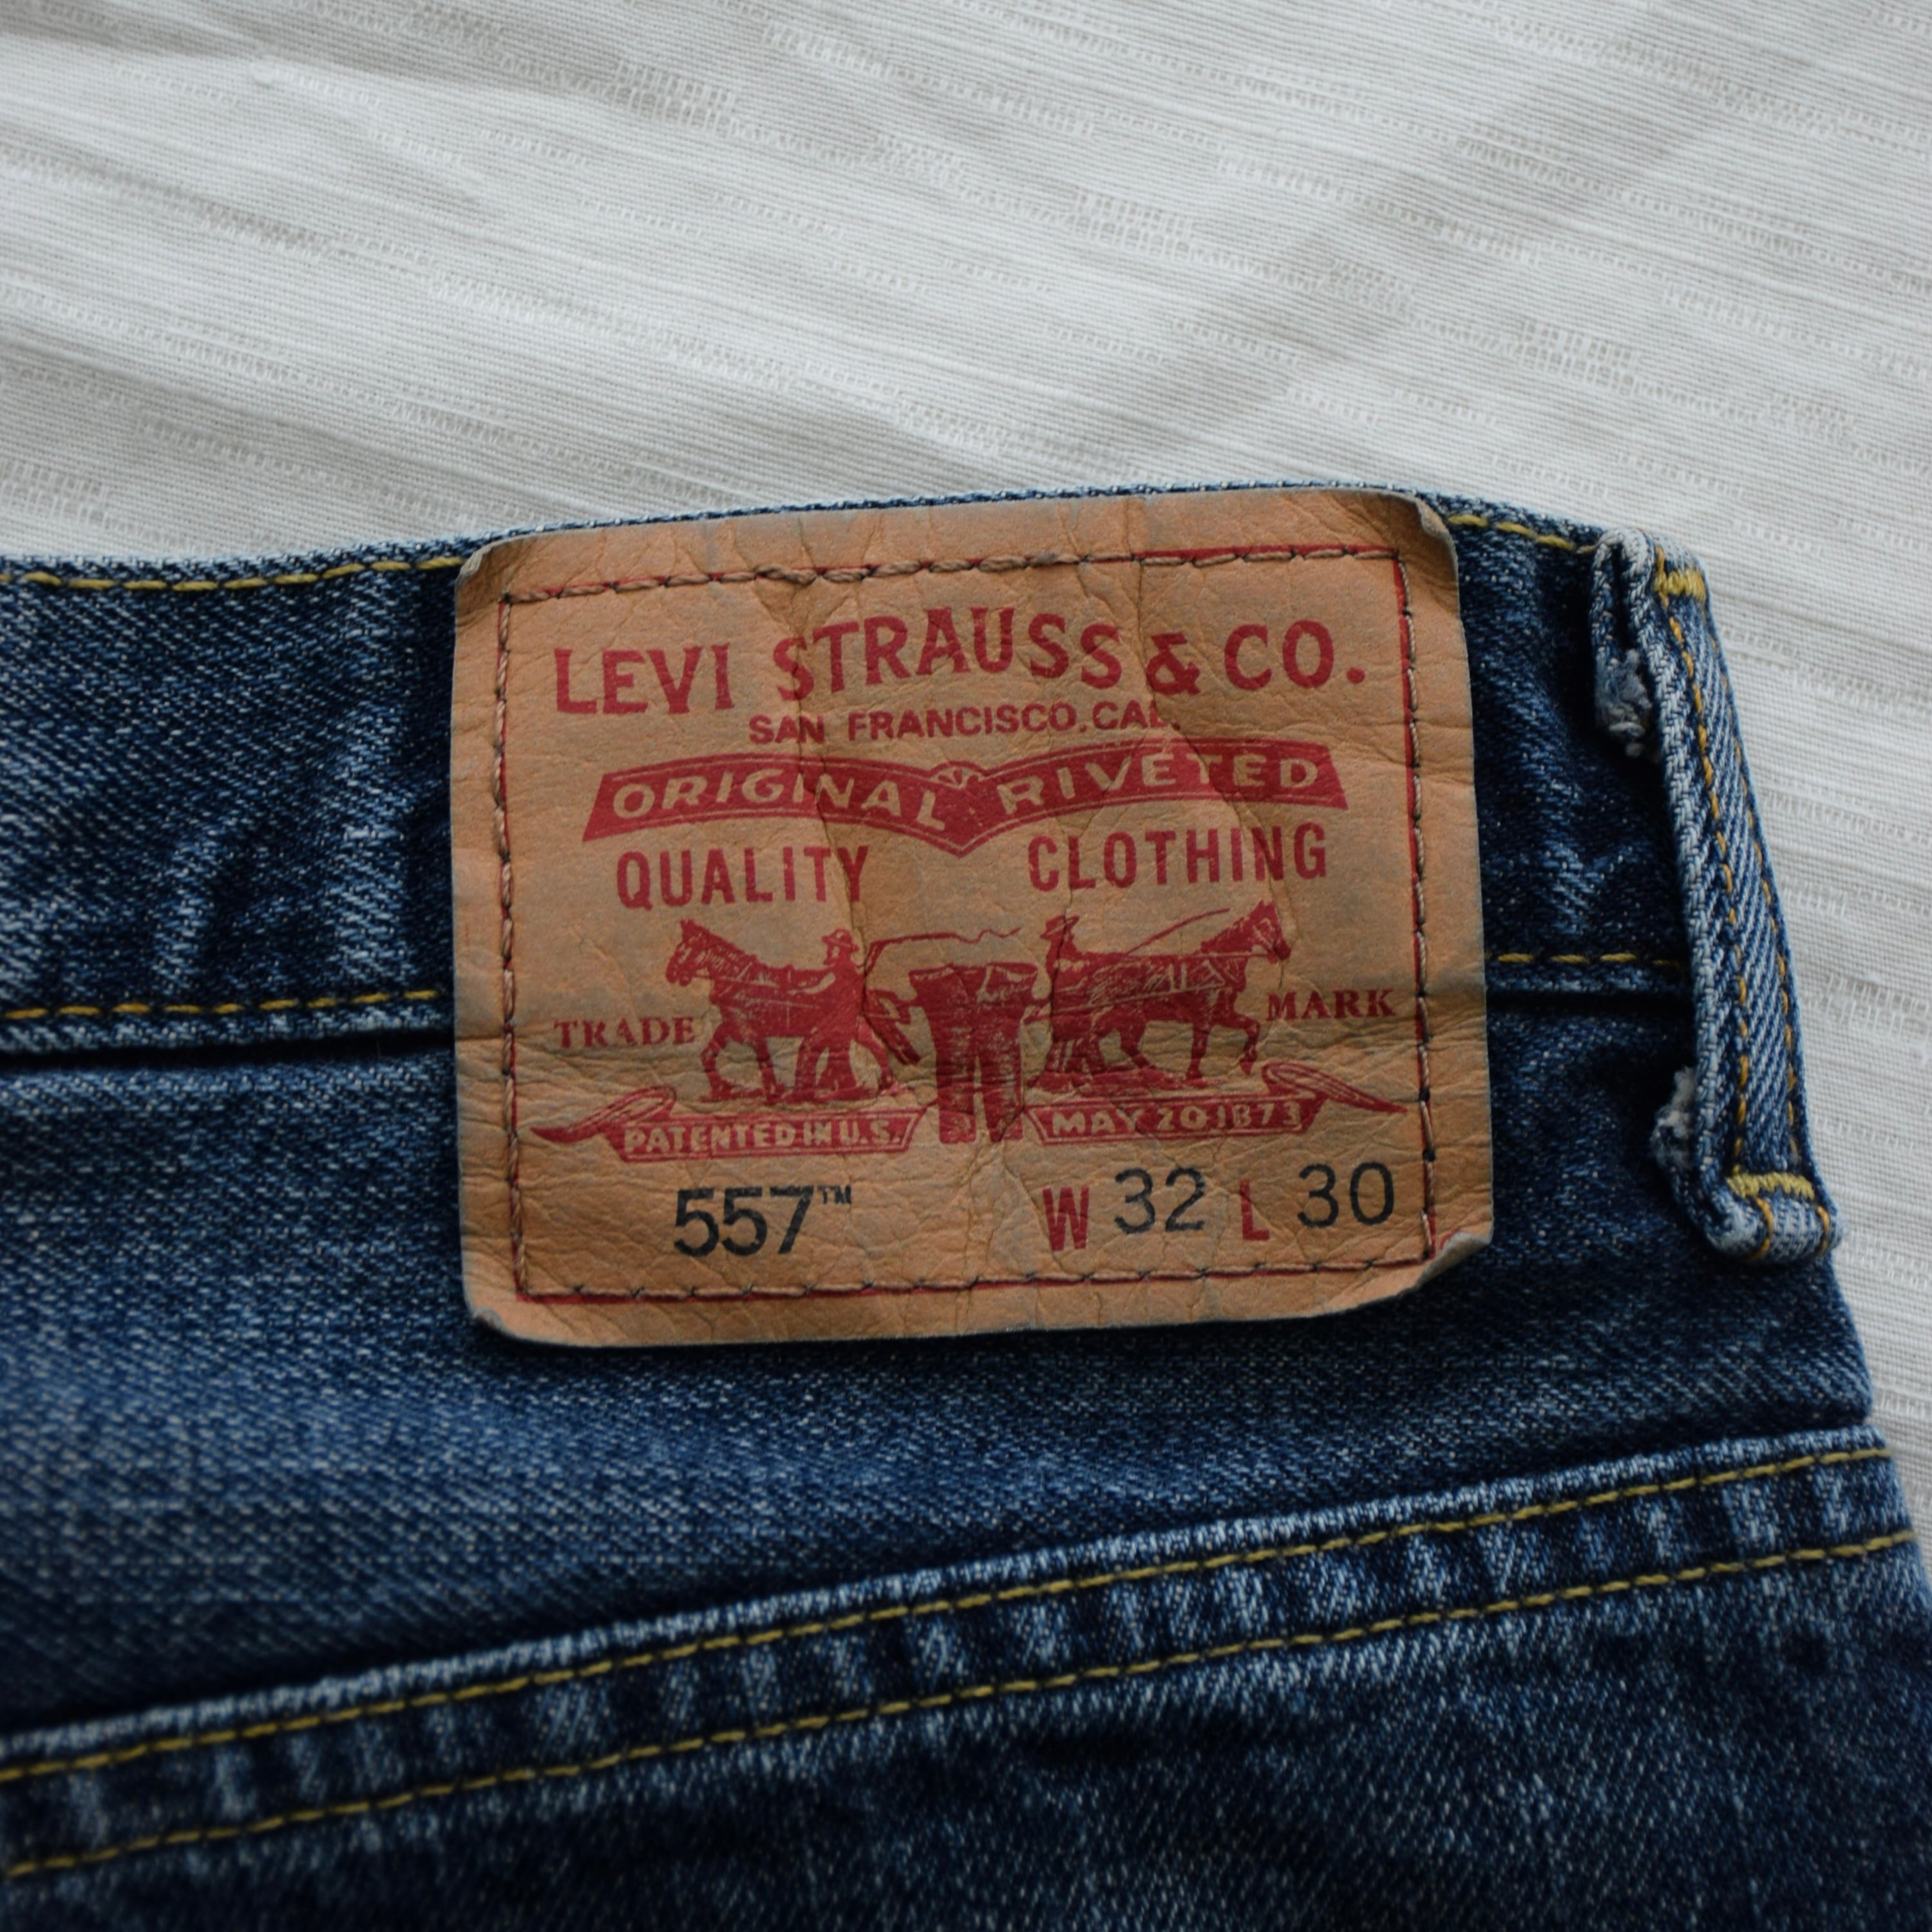 LEVI STRAUSS & CO.
SAN FRANCISCO. CAL.
ORIGINAL RIVETED
QUALITY CLOTHING
TRADE MARK
PATENTED IN U.S. MAY 20 1873
557™ W 32 L 30